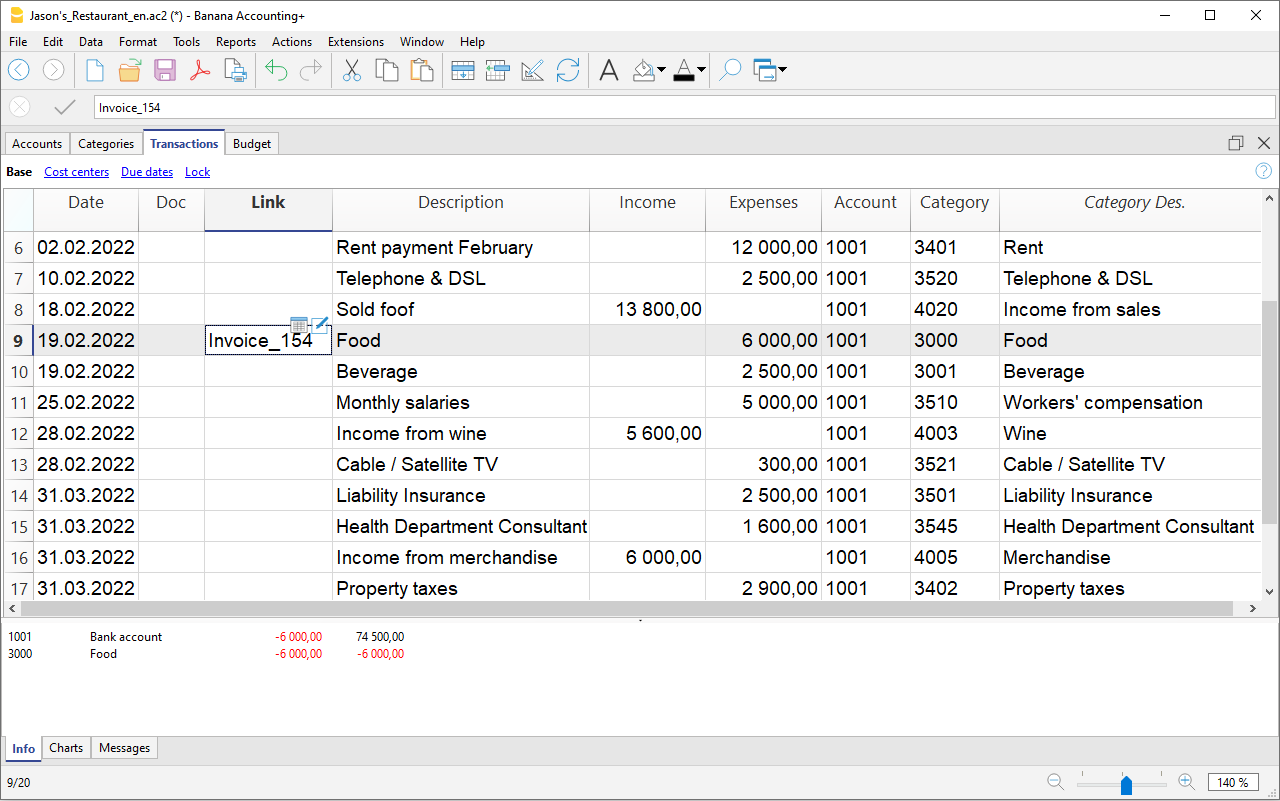 Jason's_Restaurant_en.ac2 (*) - Banana Accounting+
File Edit Data Format Tools Reports Actions Extensions Window Help
Invoice_154
Accounts Categories Transactions Budget
Base Cost centers Due dates Lock
Date Doc Link Description Income Expenses Account Category Category Des.
6 02.02.2022 Rent payment February 12 000,00 1001 3401 Rent
7 10.02.2022 Telephone & DSL 2 500,00 1001 3520 Telephone & DSL
8 18.02.2022 Sold foof 13 800,00 1001 4020 Income from sales
9 19.02.2022 Invoice_154 Food 6 000,00 1001 3000 Food
10 19.02.2022 Beverage 2 500,00 1001 3001 Beverage
11 25.02.2022 Monthly salaries 5 000,00 1001 3510 Workers' compensation
12 28.02.2022 Income from wine 5 600,00 1001 4003 Wine
13 28.02.2022 Cable / Satellite TV 300,00 1001 3521 Cable / Satellite TV
14 31.03.2022 Liability Insurance 2 500,00 1001 3501 Liability Insurance
15 31.03.2022 Health Department Consultant 1 600,00 1001 3545 Health Department Consultant
16 31.03.2022 Income from merchandise 6 000,00 1001 4005 Merchandise
17 31.03.2022 Property taxes 2 900,00 1001 3402 Property taxes
1001 Bank account -6 000,00 74 500,00
3000 Food -6 000,00 -6 000,00
Info Charts Messages
9/20 140 %